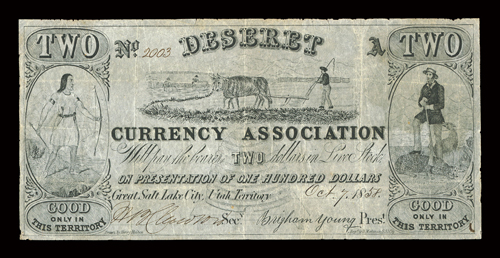 TWO No. 2003 DESERET A TWO
CURRENCY ASSOCIATION
Will pay the bearer TWO dollars in Live Stock
ON PRESENTATION OF ONE HUNDRED DOLLARS
Great Salt Lake City, Utah Territory Oct. 7, 1858.
Secy. Brigham Young Prest.
GOOD
ONLY IN
THIS TERRITORY
GOOD
ONLY IN
THIS TERRITORY